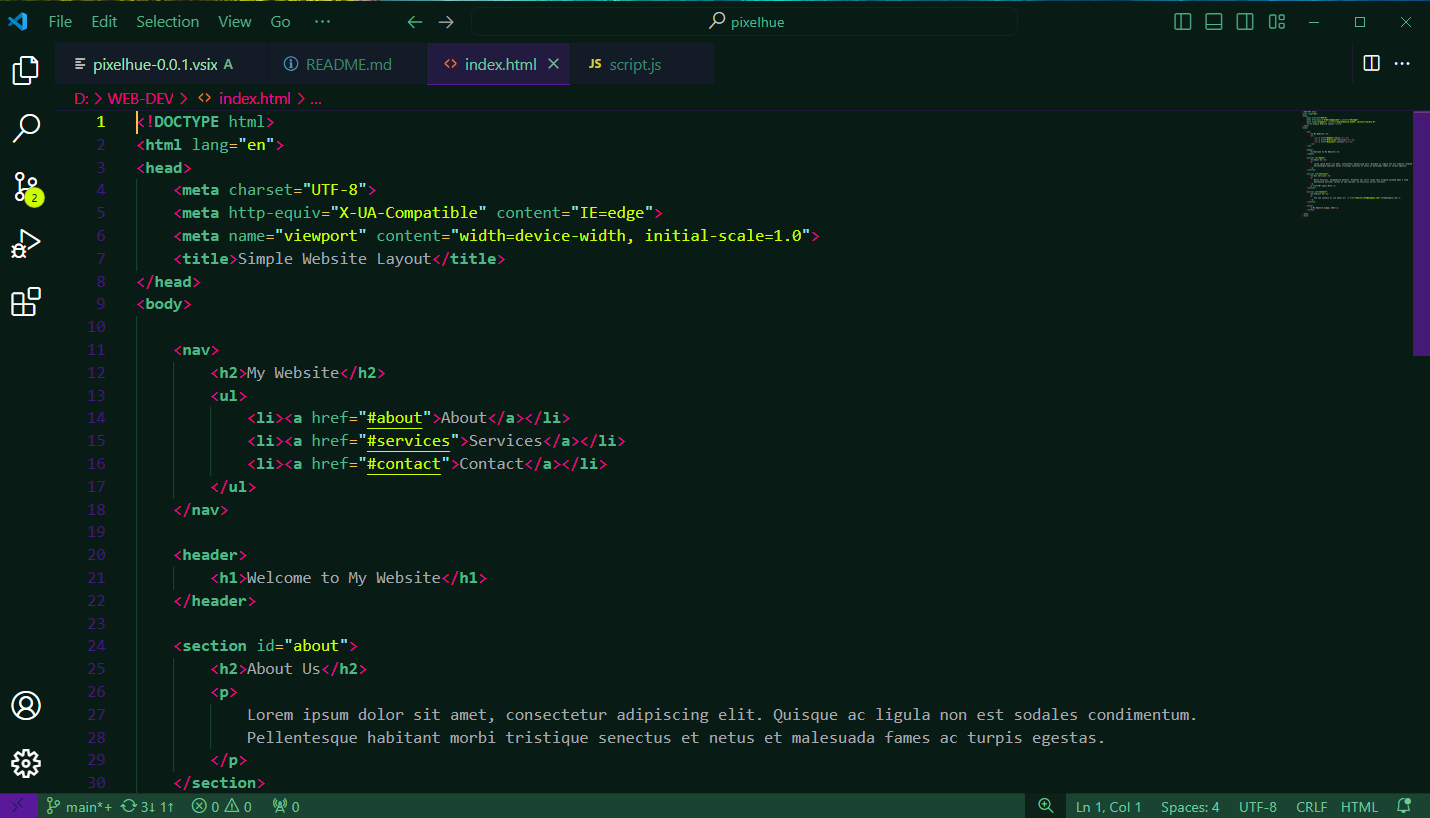 File Edit Selection View Go ··· pixelhue
pixelhue-0.0.1.vsix A README.md index.html JS script.js
D: > WEB-DEV > index.html > ...
1 <!DOCTYPE html>
2 <html lang="en">
3 <head>
4 <meta charset="UTF-8">
5 <meta http-equiv="X-UA-Compatible" content="IE=edge">
6 <meta name="viewport" content="width=device-width, initial-scale=1.0">
7 <title>Simple Website Layout</title>
8 </head>
9 <body>
10
11 <nav>
12 <h2>My Website</h2>
13 <ul>
14 <li><a href="#about">About</a></li>
15 <li><a href="#services">Services</a></li>
16 <li><a href="#contact">Contact</a></li>
17 </ul>
18 </nav>
19
20 <header>
21 <h1>Welcome to My Website</h1>
22 </header>
23
24 <section id="about">
25 <h2>About Us</h2>
26 <p>
27 Lorem ipsum dolor sit amet, consectetur adipiscing elit. Quisque ac ligula non est sodales condimentum.
28 Pellentesque habitant morbi tristique senectus et netus et malesuada fames ac turpis egestas.
29 </p>
30 </section>
2
main*+ 3↓ 1↑ 0 0 0 Ln 1, Col 1 Spaces: 4 UTF-8 CRLF HTML